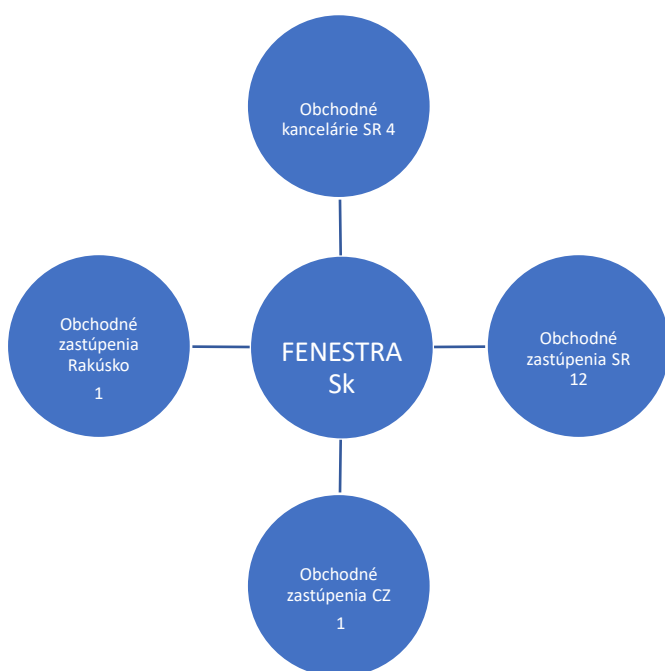 Obchodné
kancelárie SR 4
Obchodné
zastúpenia
Rakúsko
1
FENESTRA
Sk
Obchodné
zastúpenia SR
12
Obchodné
zastúpenia CZ
1